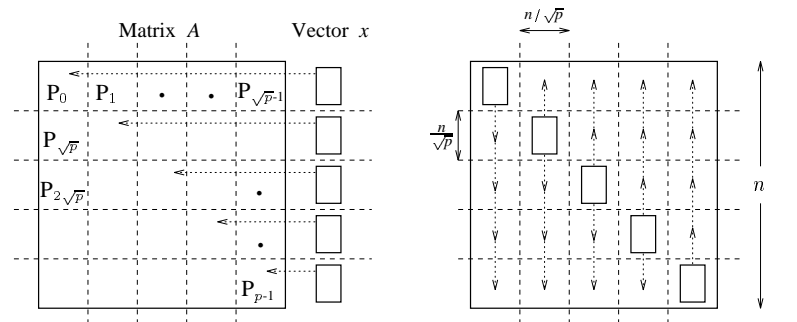 Matrix A Vector x n/√p
P₀ P₁ • • P√p-1
P√p n/√p
P₂√p • n
•
Pp-1